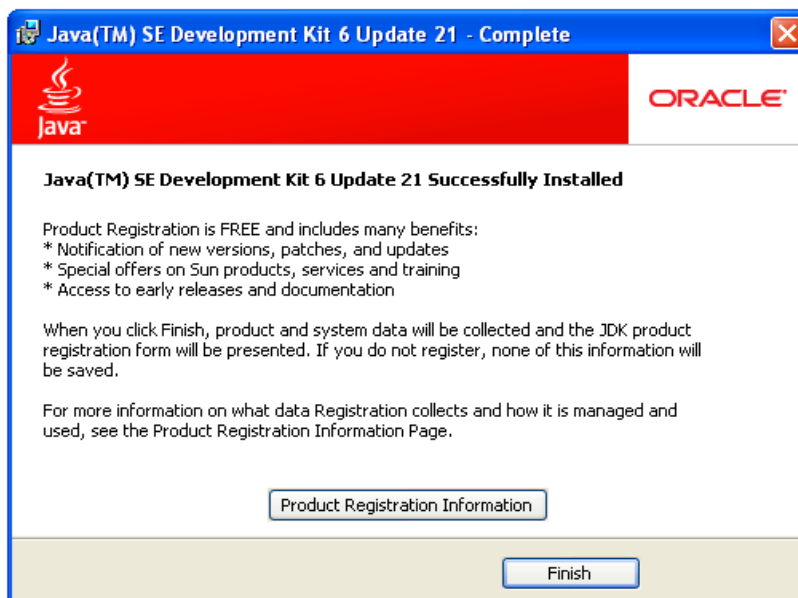 Java(TM) SE Development Kit 6 Update 21 - Complete
Java™
ORACLE®
Java(TM) SE Development Kit 6 Update 21 Successfully Installed
Product Registration is FREE and includes many benefits:
* Notification of new versions, patches, and updates
* Special offers on Sun products, services and training
* Access to early releases and documentation
When you click Finish, product and system data will be collected and the JDK product
registration form will be presented. If you do not register, none of this information will
be saved.
For more information on what data Registration collects and how it is managed and
used, see the Product Registration Information Page.
Product Registration Information
Finish